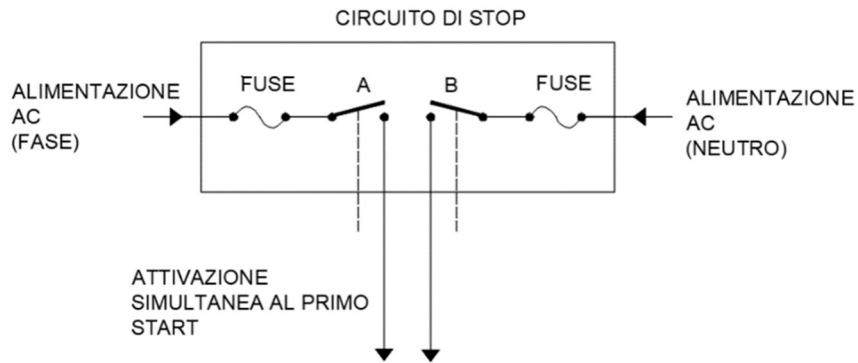 CIRCUITO DI STOP
FUSE
A
B
FUSE
ALIMENTAZIONE
AC
(FASE)
ALIMENTAZIONE
AC
(NEUTRO)
ATTIVAZIONE
SIMULTANEA AL PRIMO
START